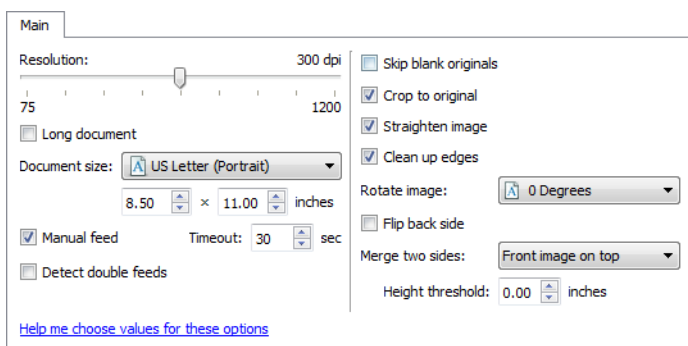 Main
Resolution: 300 dpi
75 1200
Long document
Document size: US Letter (Portrait)
8.50 × 11.00 inches
Manual feed Timeout: 30 sec
Detect double feeds
Help me choose values for these options
Skip blank originals
Crop to original
Straighten image
Clean up edges
Rotate image: 0 Degrees
Flip back side
Merge two sides: Front image on top
Height threshold: 0.00 inches